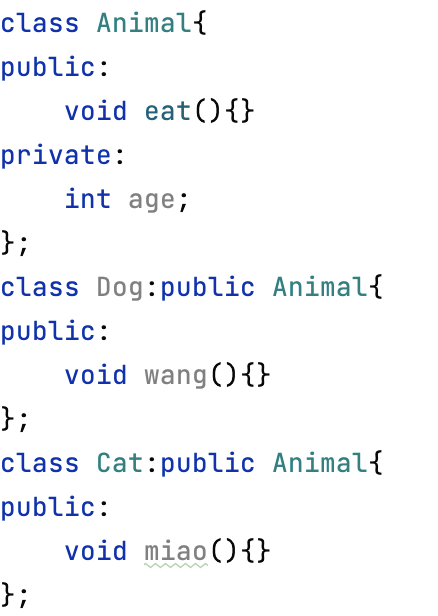 class Animal{
public:
    void eat(){}
private:
    int age;
};
class Dog:public Animal{
public:
    void wang(){}
};
class Cat:public Animal{
public:
    void miao(){}
};